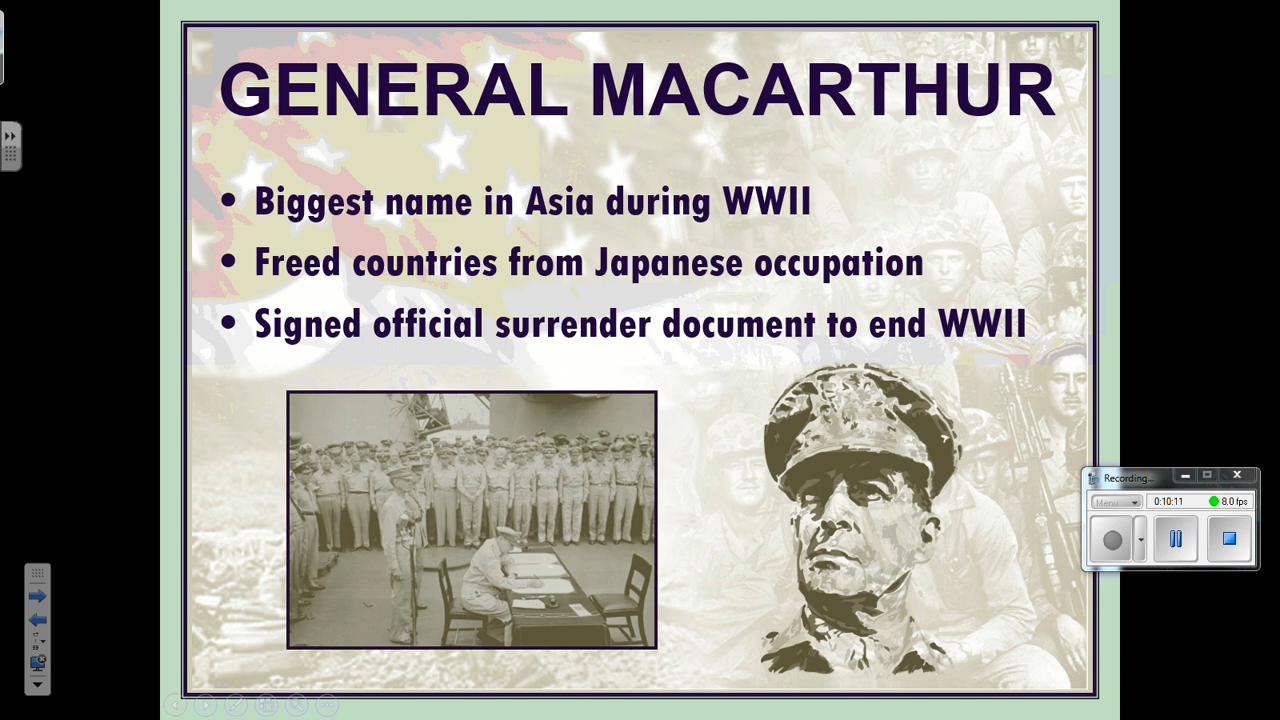 GENERAL MACARTHUR
• Biggest name in Asia during WWII
• Freed countries from Japanese occupation
• Signed official surrender document to end WWII
Recording...
Menu
0:10:11
8.0 fps